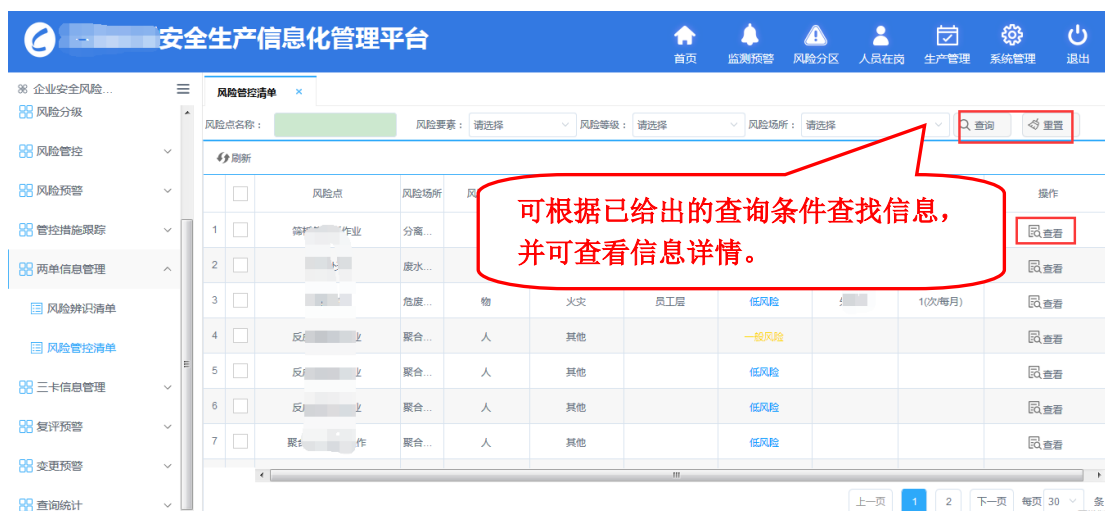 安全生产信息化管理平台
首页 监测预警 风险分区 人员在岗 生产管理 系统管理 退出
企业安全风险...
风险管控清单 ×
风险分级
风险点名称： 风险要素： 请选择 风险等级： 请选择 风险场所： 请选择 查询 重置
风险管控
刷新
风险预警
风险点 风险场所 操作
可根据已给出的查询条件查找信息，
并可查看信息详情。
管控措施跟踪
1 作业 分离... 查看
两单信息管理
2 废水... 查看
风险辨识清单
3 危废... 物 火灾 员工层 低风险 1(次/每月) 查看
风险管控清单
4 聚合... 人 其他 一般风险 查看
5 聚合... 人 其他 低风险 查看
三卡信息管理
6 聚合... 人 其他 低风险 查看
复评预警
7 聚合... 人 其他 低风险 查看
变更预警
查询统计
上一页 1 2 下一页 每页 30 条